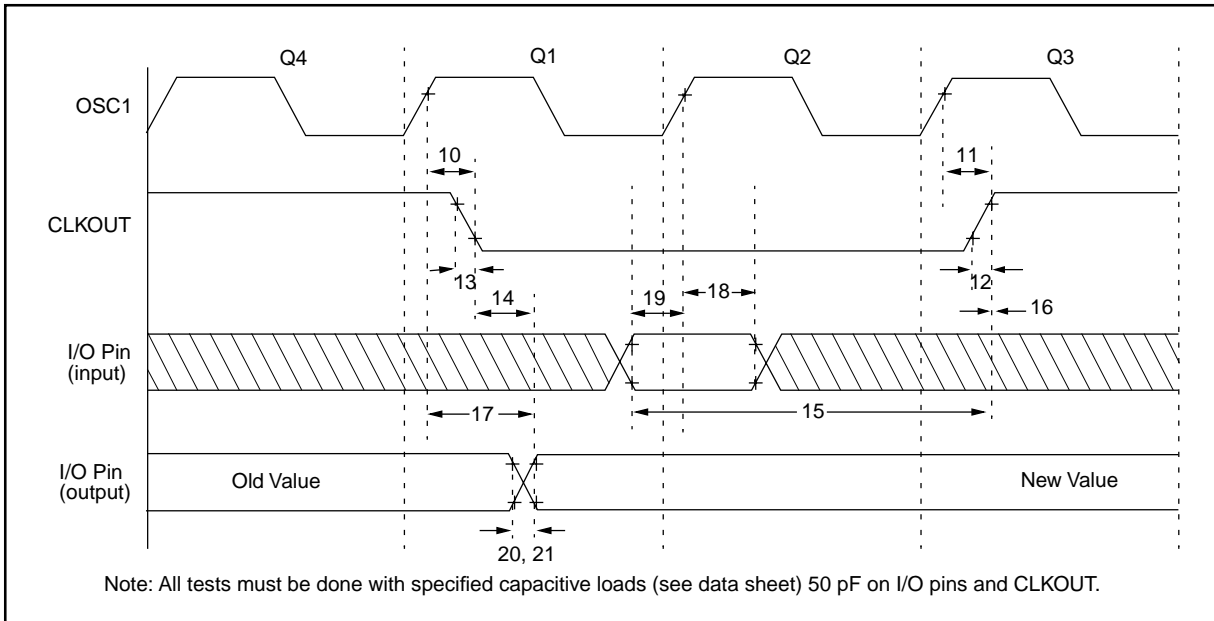 Q4 Q1 Q2 Q3
OSC1
10 11
CLKOUT
13 12
14 19 18 16
I/O Pin
(input)
17 15
I/O Pin
(output)
Old Value New Value
20, 21
Note: All tests must be done with specified capacitive loads (see data sheet) 50 pF on I/O pins and CLKOUT.